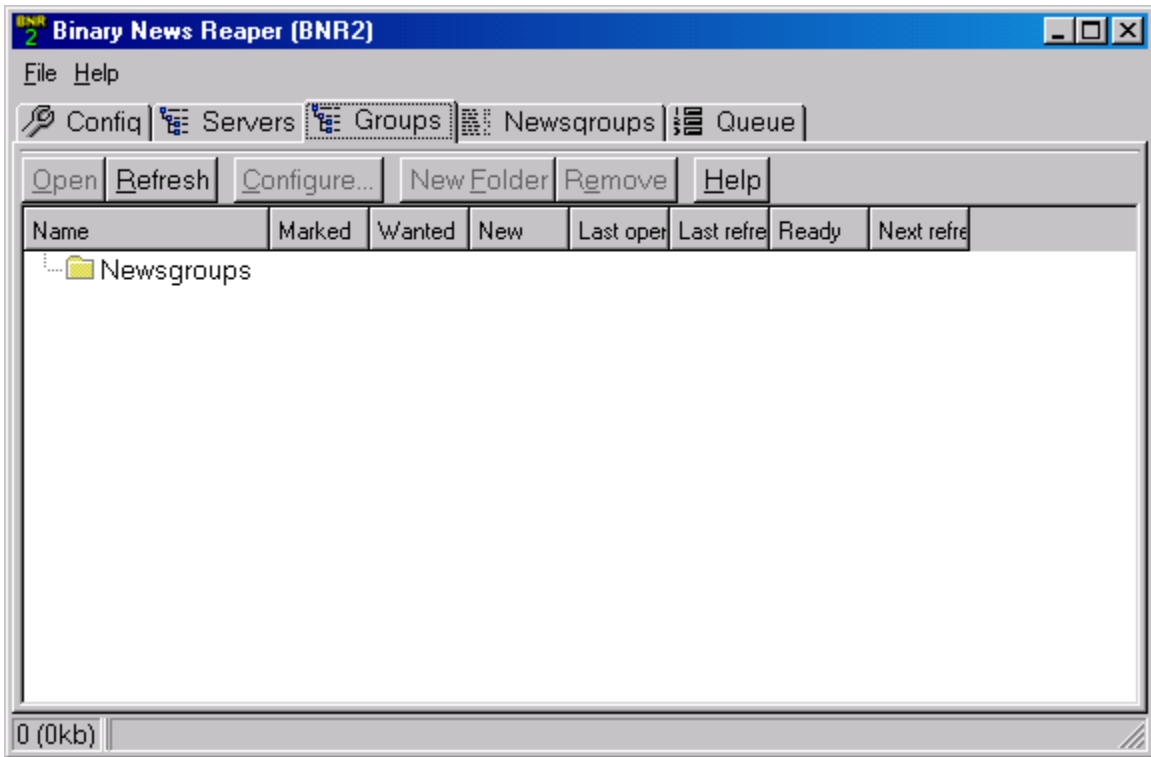 BNR 2 Binary News Reaper (BNR2)
File Help
Config Servers Groups Newsgroups Queue
Open Refresh Configure... New Folder Remove Help
Name Marked Wanted New Last oper Last refre Ready Next refre
Newsgroups
0 (0kb)